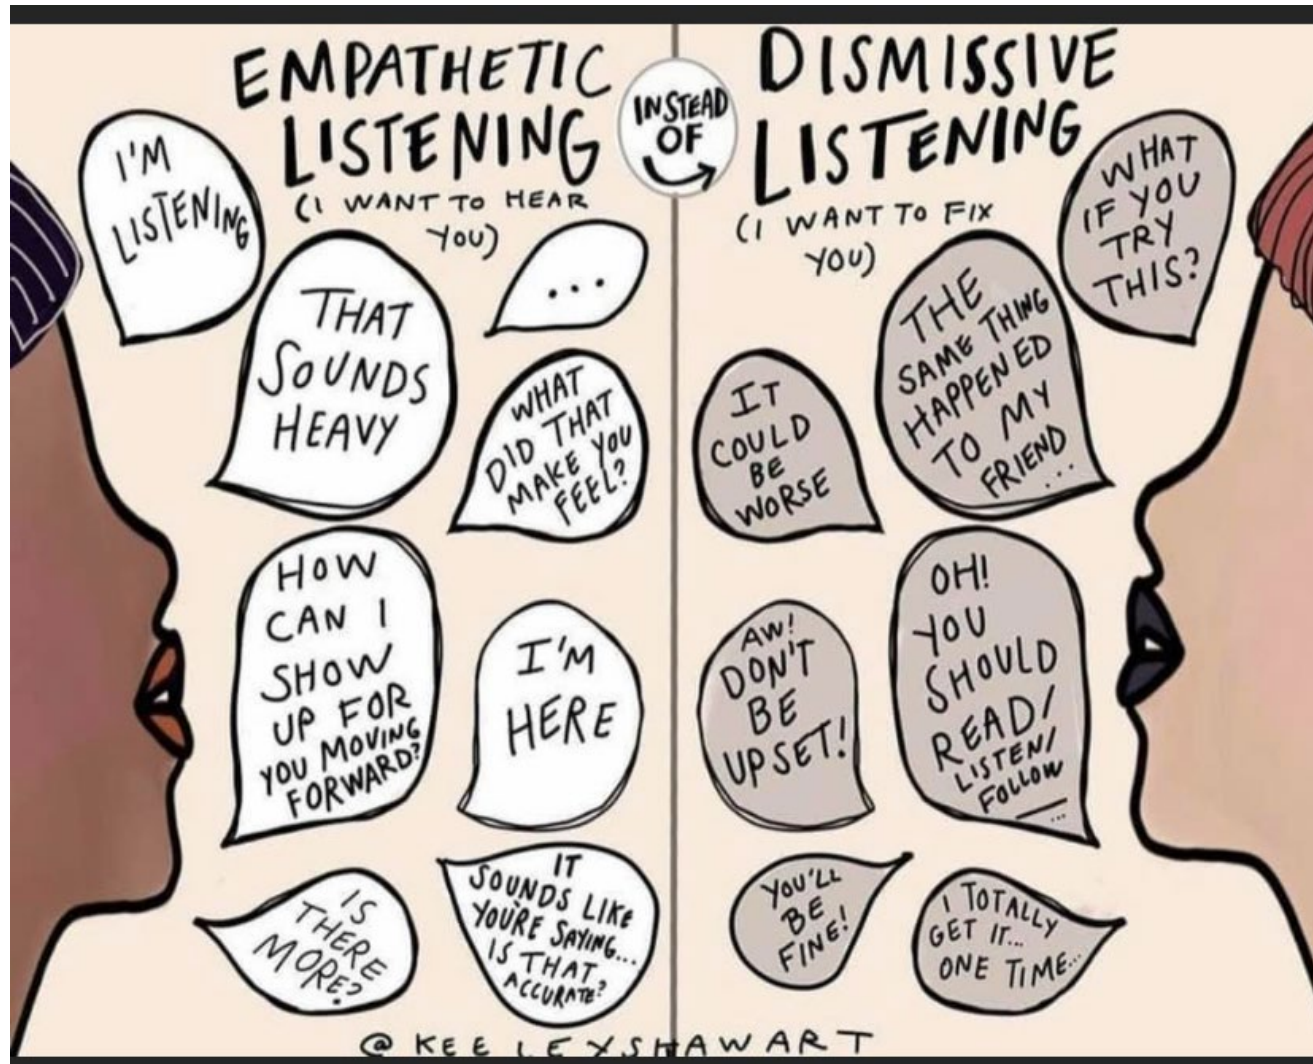 EMPATHETIC
LISTENING
(I WANT TO HEAR
YOU)
I'M
LISTENING
THAT
SOUNDS
HEAVY
...
WHAT
DID THAT
MAKE YOU
FEEL?
HOW
CAN I
SHOW
UP FOR
YOU MOVING
FORWARD?
I'M
HERE
IS
THERE
MORE?
IT
SOUNDS LIKE
YOU'RE SAYING...
IS THAT
ACCURATE?
INSTEAD
OF
DISMISSIVE
LISTENING
(I WANT TO FIX
YOU)
WHAT
IF YOU
TRY
THIS?
THE
SAME THING
HAPPENED
TO MY
FRIEND
...
IT
COULD
BE
WORSE
AW!
DON'T
BE
UPSET!
OH!
YOU
SHOULD
READ/
LISTEN/
FOLLOW
___
...
YOU'LL
BE
FINE!
I TOTALLY
GET IT...
ONE TIME...
@KEELEYSHAWART